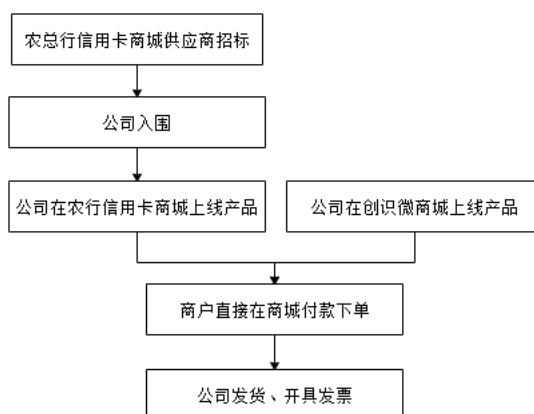 农总行信用卡商城供应商招标
公司入围
公司在农行信用卡商城上线产品
公司在创识微商城上线产品
商户直接在商城付款下单
公司发货、开具发票